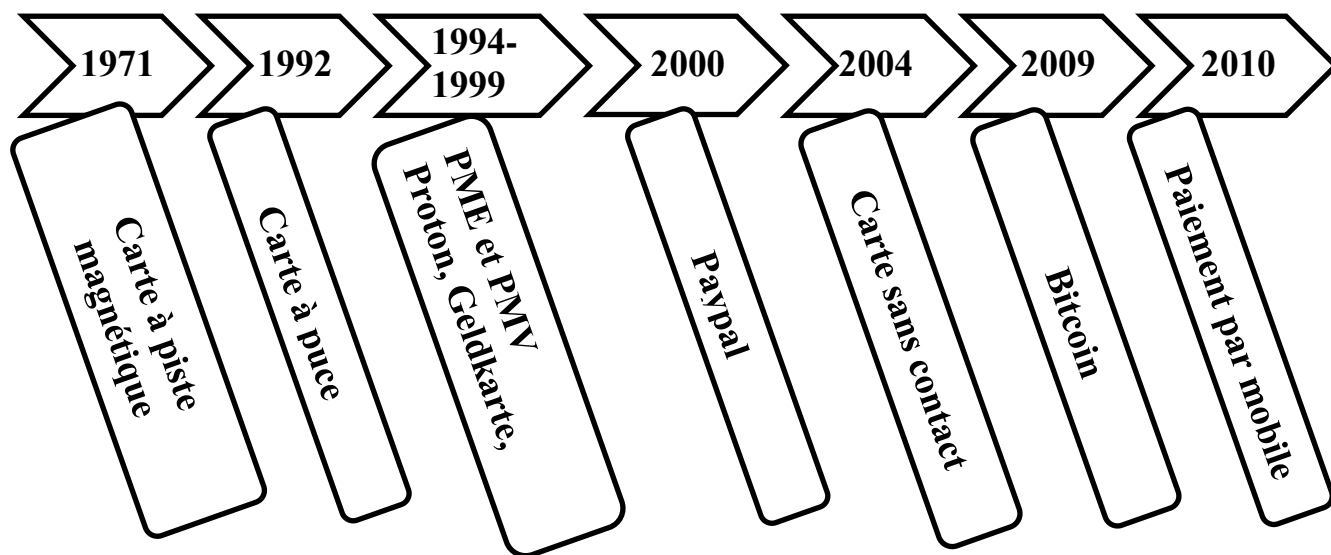 1971
1992
1994-
1999
2000
2004
2009
2010
Carte à piste
magnétique
Carte à puce
PME et PMV
Proton, Geldkarte,
Paypal
Carte sans contact
Bitcoin
Paiement par mobile